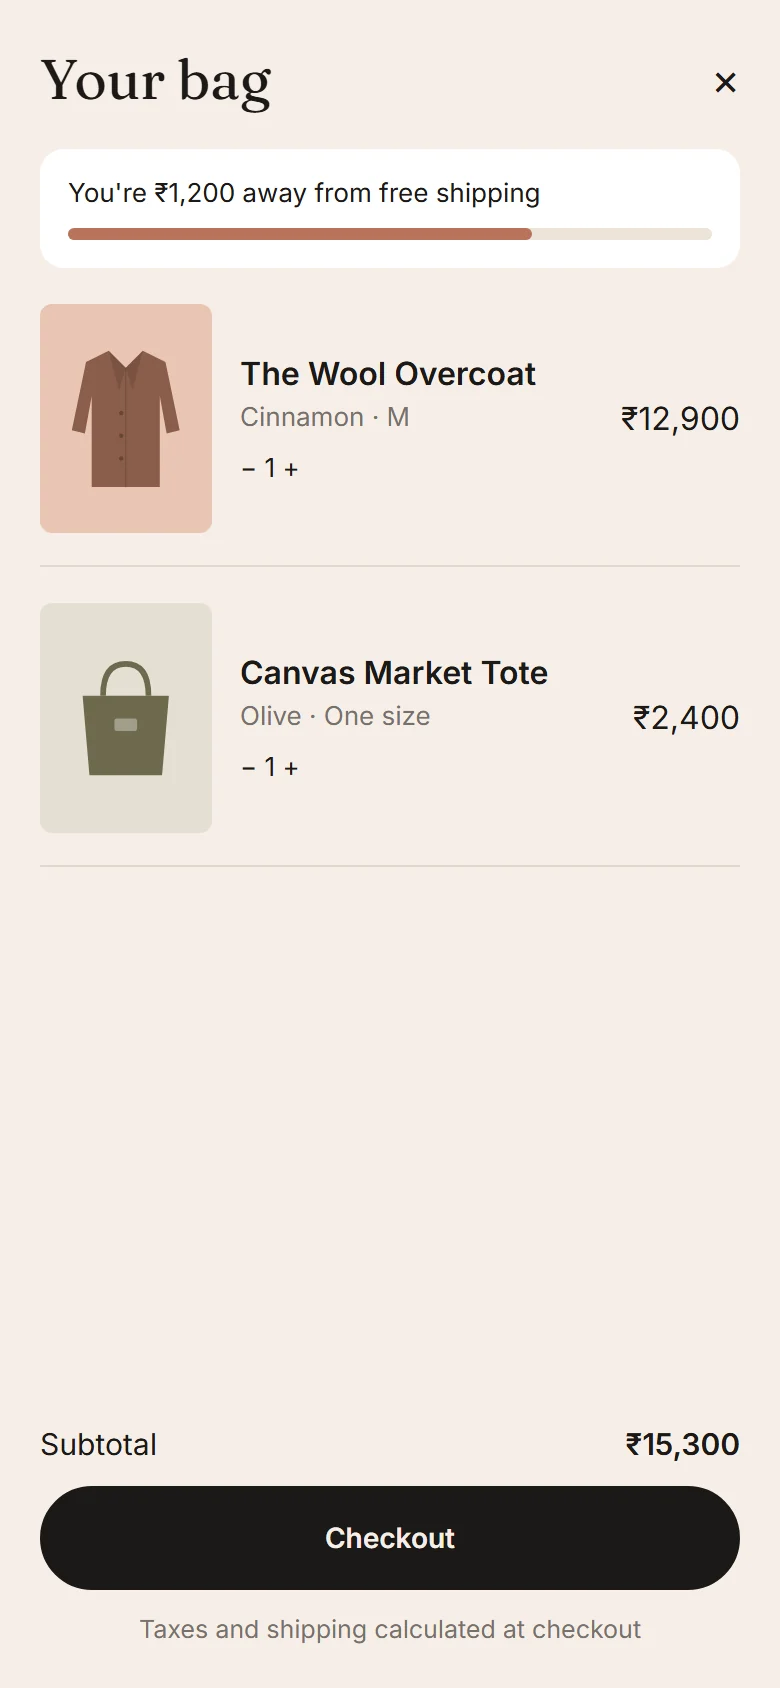 Your bag
✕
You're ₹1,200 away from free shipping
The Wool Overcoat
Cinnamon · M
₹12,900
− 1 +
Canvas Market Tote
Olive · One size
₹2,400
− 1 +
Subtotal ₹15,300
Checkout
Taxes and shipping calculated at checkout